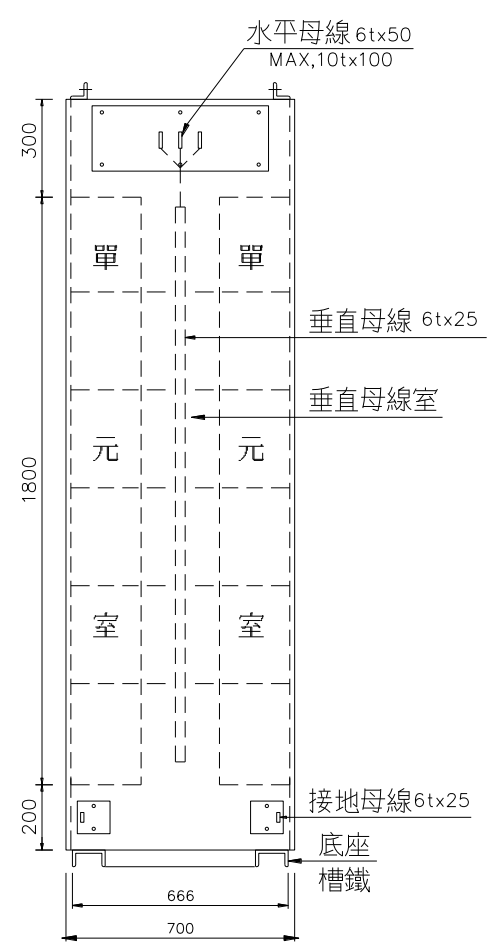 水平母線 6tx50
MAX,10tx100
300
單 單
垂直母線 6tx25
垂直母線室
元 元
1800
室 室
接地母線6tx25
200
底座
槽鐵
666
700